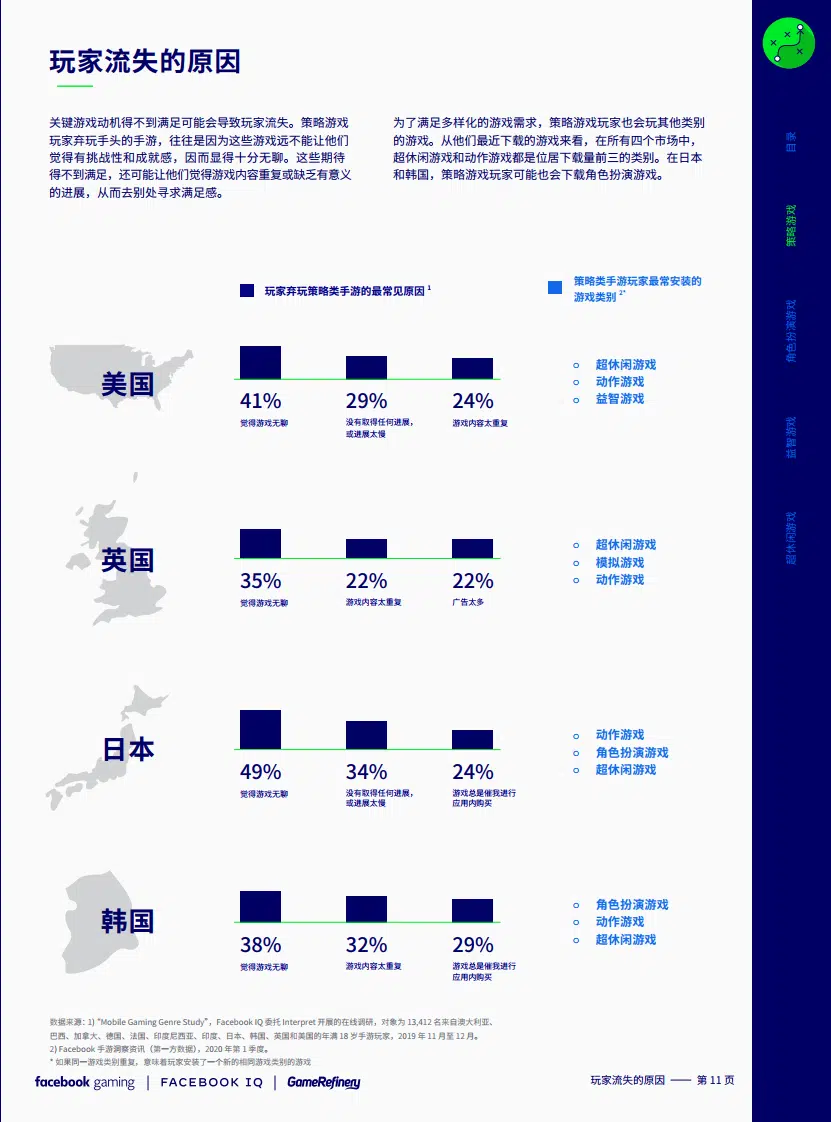 玩家流失的原因
关键游戏动机得不到满足可能会导致玩家流失。策略游戏
玩家弃玩手头的手游，往往是因为这些游戏远不能让他们
觉得有挑战性和成就感，因而显得十分无聊。这些期待
得不到满足，还可能让他们觉得游戏内容重复或缺乏有意义
的进展，从而去别处寻求满足感。
为了满足多样化的游戏需求，策略游戏玩家也会玩其他类别
的游戏。从他们最近下载的游戏来看，在所有四个市场中，
超休闲游戏和动作游戏都是位居下载量前三的类别。在日本
和韩国，策略游戏玩家可能也会下载角色扮演游戏。
玩家弃玩策略类手游的最常见原因 1
策略类手游玩家最常安装的
游戏类别 2*
美国
41%
觉得游戏无聊
29%
没有取得任何进展，
或进展太慢
24%
游戏内容太重复
超休闲游戏
动作游戏
益智游戏
英国
35%
觉得游戏无聊
22%
游戏内容太重复
22%
广告太多
超休闲游戏
模拟游戏
动作游戏
日本
49%
觉得游戏无聊
34%
没有取得任何进展，
或进展太慢
24%
游戏总是催我进行
应用内购买
动作游戏
角色扮演游戏
超休闲游戏
韩国
38%
觉得游戏无聊
32%
游戏内容太重复
29%
游戏总是催我进行
应用内购买
角色扮演游戏
动作游戏
超休闲游戏
数据来源：1) “Mobile Gaming Genre Study”，Facebook IQ 委托 Interpret 开展的在线调研，对象为 13,412 名来自澳大利亚、
巴西、加拿大、德国、法国、印度尼西亚、印度、日本、韩国、英国和美国的年满 18 岁手游玩家，2019 年 11 月至 12 月。
2) Facebook 手游洞察资讯（第一方数据），2020 年第 1 季度。
* 如果同一游戏类别重复，意味着玩家安装了一个新的相同游戏类别的游戏
facebook gaming | FACEBOOK IQ | GameRefinery
玩家流失的原因 —— 第 11 页
目录
策略游戏
角色扮演游戏
益智游戏
超休闲游戏